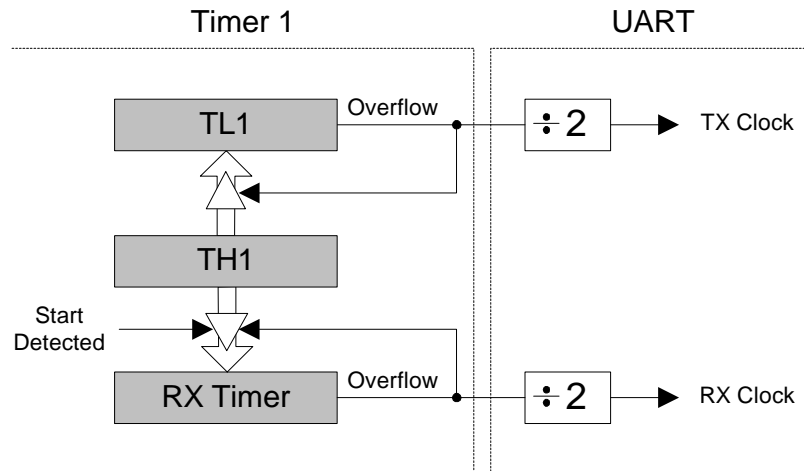 Timer 1
UART
TL1
Overflow
÷ 2
TX Clock
TH1
Start
Detected
RX Timer
Overflow
÷ 2
RX Clock